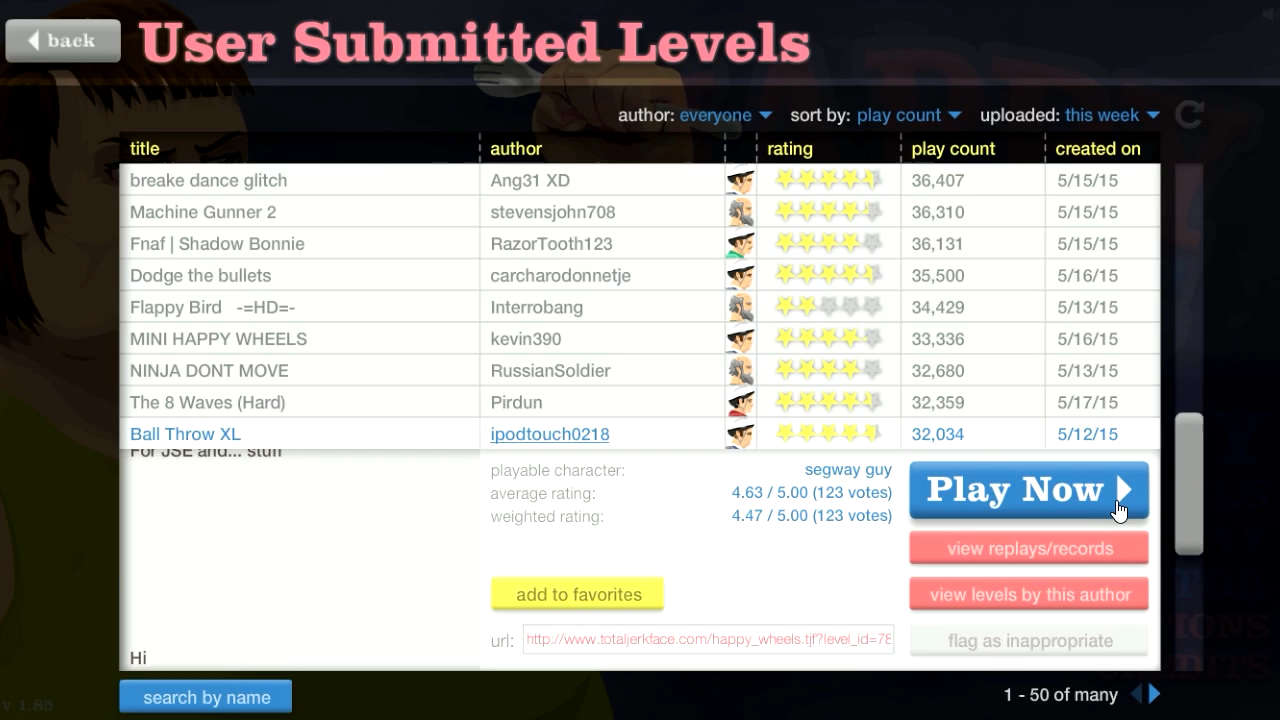 back
User Submitted Levels
author: everyone sort by: play count uploaded: this week
title author rating play count created on
breake dance glitch Ang31 XD 36,407 5/15/15
Machine Gunner 2 stevensjohn708 36,310 5/15/15
Fnaf | Shadow Bonnie RazorTooth123 36,131 5/15/15
Dodge the bullets carcharodonnetje 35,500 5/16/15
Flappy Bird -=HD=- Interrobang 34,429 5/13/15
MINI HAPPY WHEELS kevin390 33,336 5/16/15
NINJA DONT MOVE RussianSoldier 32,680 5/13/15
The 8 Waves (Hard) Pirdun 32,359 5/17/15
Ball Throw XL ipodtouch0218 32,034 5/12/15
For JSE and... stuff
playable character: segway guy
average rating: 4.63 / 5.00 (123 votes)
weighted rating: 4.47 / 5.00 (123 votes)
Play Now
view replays/records
add to favorites
view levels by this author
url: http://www.totaljerkface.com/happy_wheels.tjf?level_id=78
flag as inappropriate
Hi
search by name
1 - 50 of many
v 1.85